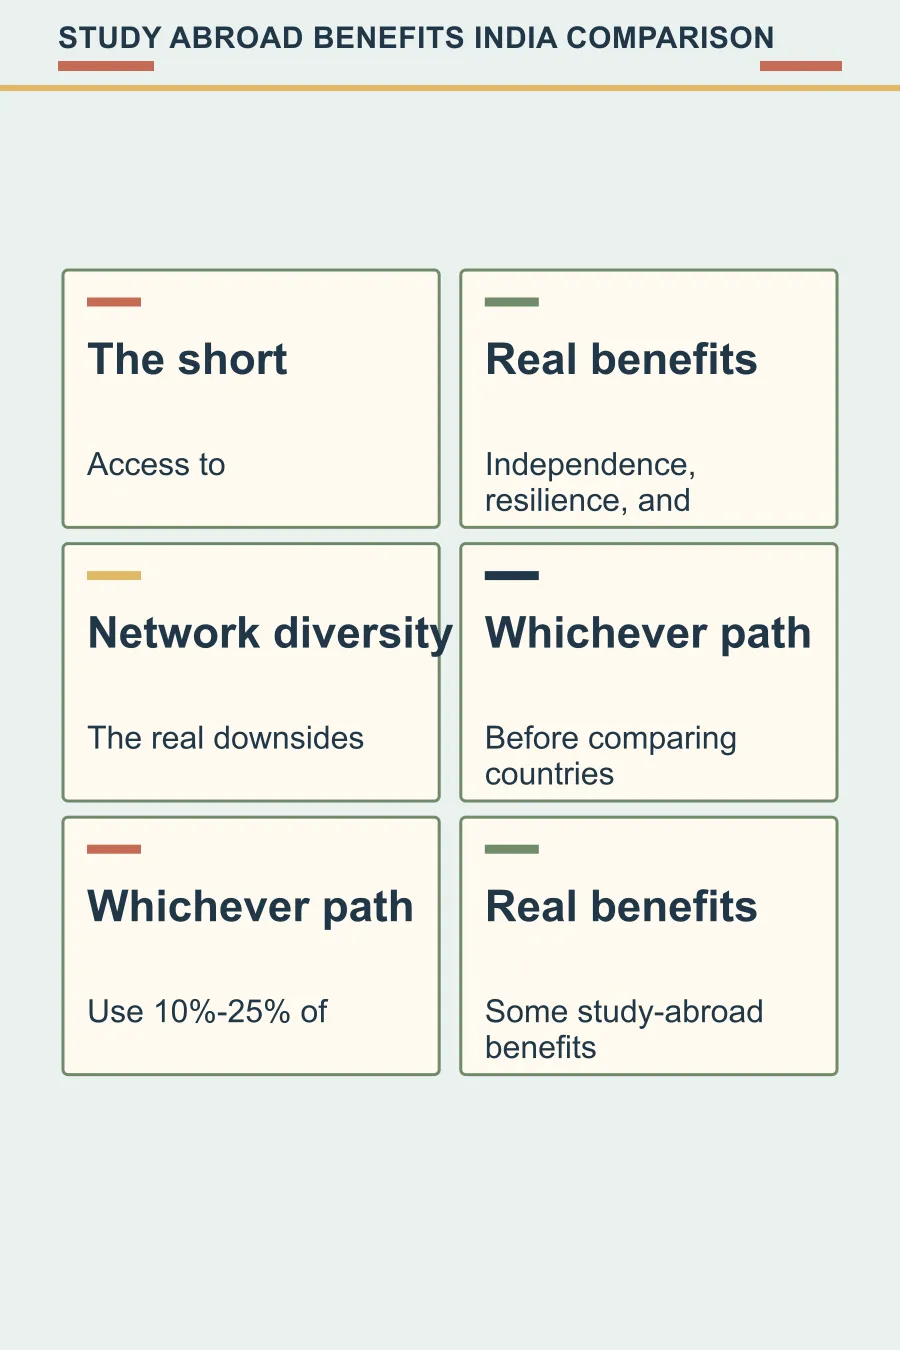 STUDY ABROAD BENEFITS INDIA COMPARISON
The short
Access to
Real benefits
Independence,
resilience, and
Network diversity
The real downsides
Whichever path
Before comparing
countries
Whichever path
Use 10%-25% of
Real benefits
Some study-abroad
benefits